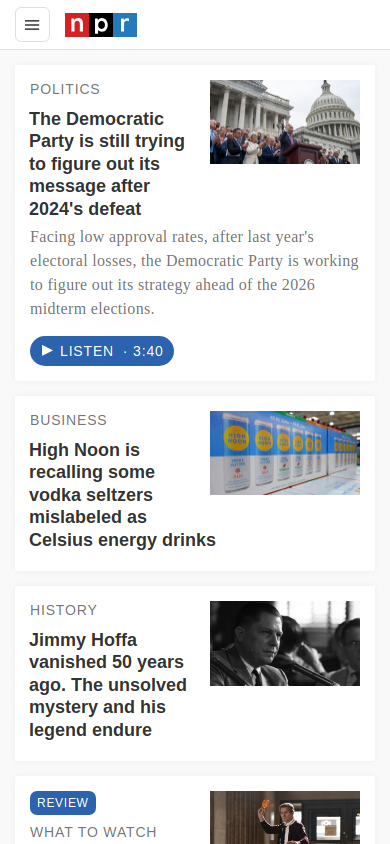 npr
POLITICS
The Democratic
Party is still trying
to figure out its
message after
2024's defeat
Facing low approval rates, after last year's
electoral losses, the Democratic Party is working
to figure out its strategy ahead of the 2026
midterm elections.
LISTEN · 3:40
BUSINESS
High Noon is
recalling some
vodka seltzers
mislabeled as
Celsius energy drinks
HIGH
NOON
HISTORY
Jimmy Hoffa
vanished 50 years
ago. The unsolved
mystery and his
legend endure
REVIEW
WHAT TO WATCH